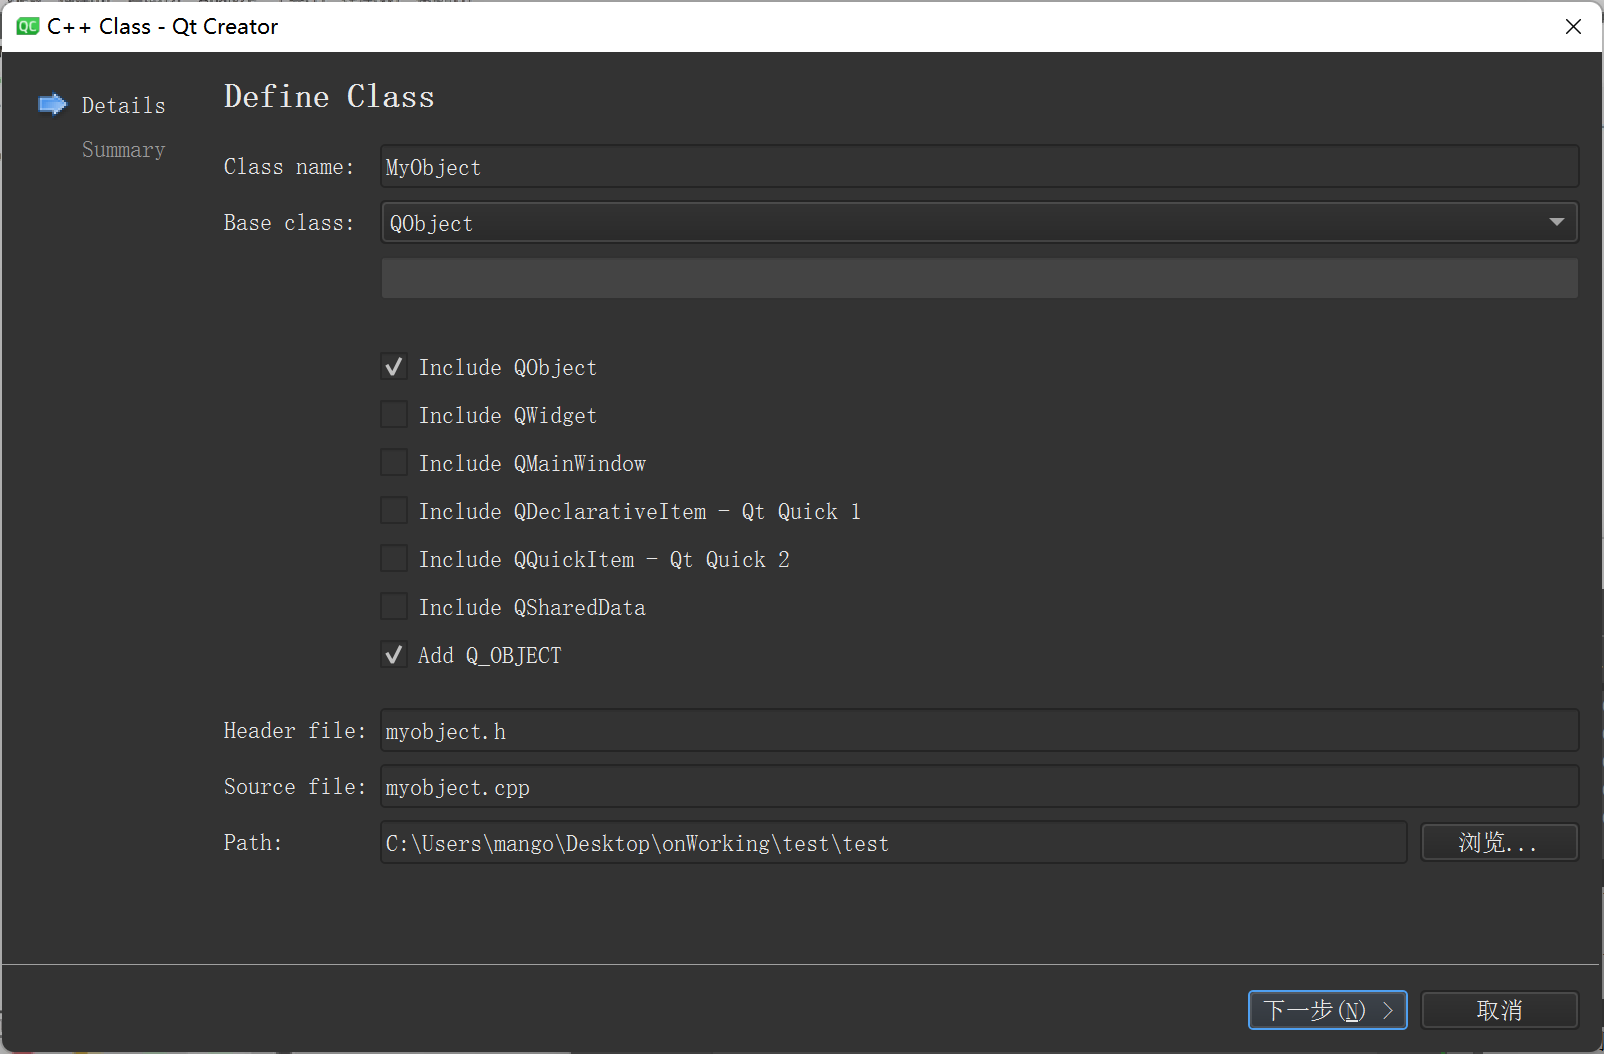 QC C++ Class - Qt Creator
Details
Summary
Define Class
Class name: MyObject
Base class: QObject
Include QObject
Include QWidget
Include QMainWindow
Include QDeclarativeItem - Qt Quick 1
Include QQuickItem - Qt Quick 2
Include QSharedData
Add Q_OBJECT
Header file: myobject.h
Source file: myobject.cpp
Path: C:\Users\mango\Desktop\onWorking\test\test 浏览...
下一步(N) > 取消